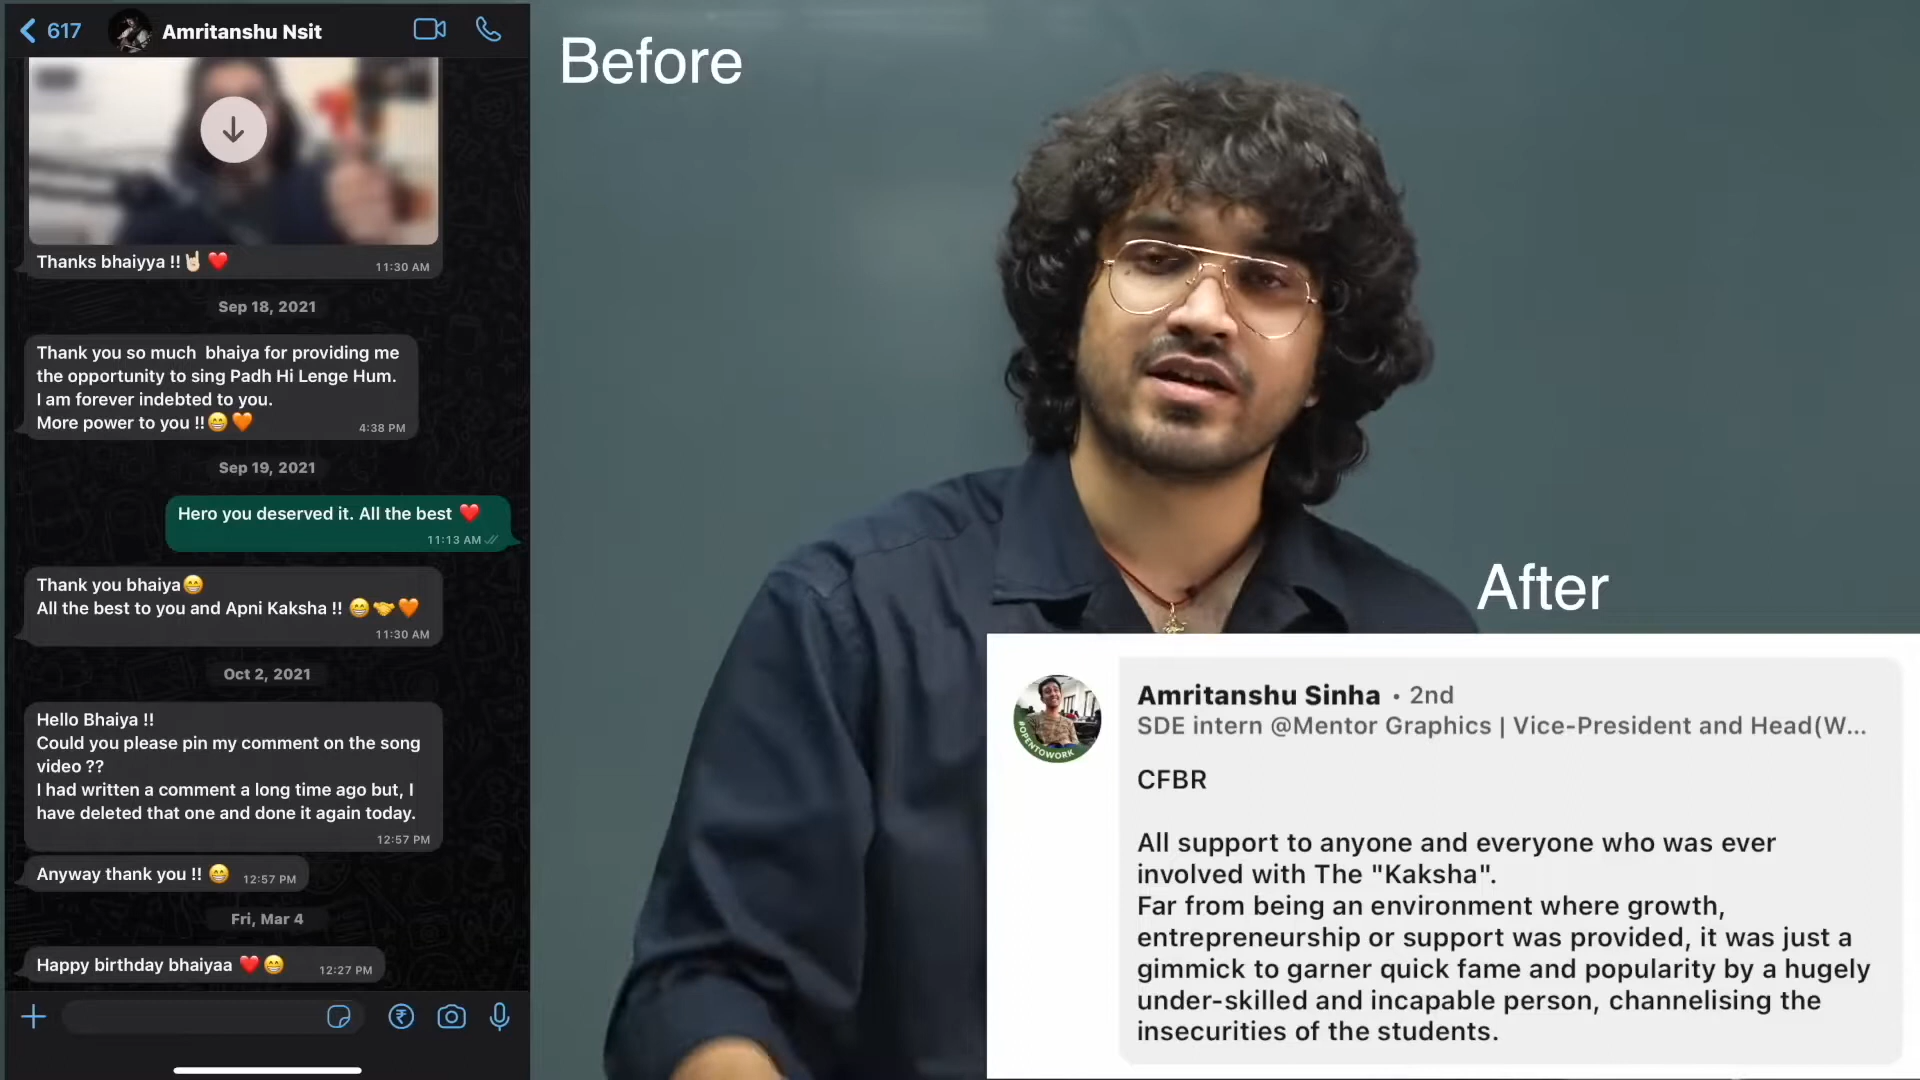 617
Amritanshu Nsit
Thanks bhaiyya !!🤘🏻❤️
11:30 AM
Sep 18, 2021
Thank you so much bhaiya for providing me
the opportunity to sing Padh Hi Lenge Hum.
I am forever indebted to you.
More power to you !!😁🧡
4:38 PM
Sep 19, 2021
Hero you deserved it. All the best ❤️
11:13 AM
Thank you bhaiya😁
All the best to you and Apni Kaksha !! 😁🤝🧡
11:30 AM
Oct 2, 2021
Hello Bhaiya !!
Could you please pin my comment on the song
video ??
I had written a comment a long time ago but, I
have deleted that one and done it again today.
12:57 PM
Anyway thank you !! 😁 12:57 PM
Fri, Mar 4
Happy birthday bhaiyaa ❤️😁 12:27 PM
Before
After
#OPENTOWORK
Amritanshu Sinha • 2nd
SDE intern @Mentor Graphics | Vice-President and Head(W...
CFBR
All support to anyone and everyone who was ever
involved with The "Kaksha".
Far from being an environment where growth,
entrepreneurship or support was provided, it was just a
gimmick to garner quick fame and popularity by a hugely
under-skilled and incapable person, channelising the
insecurities of the students.